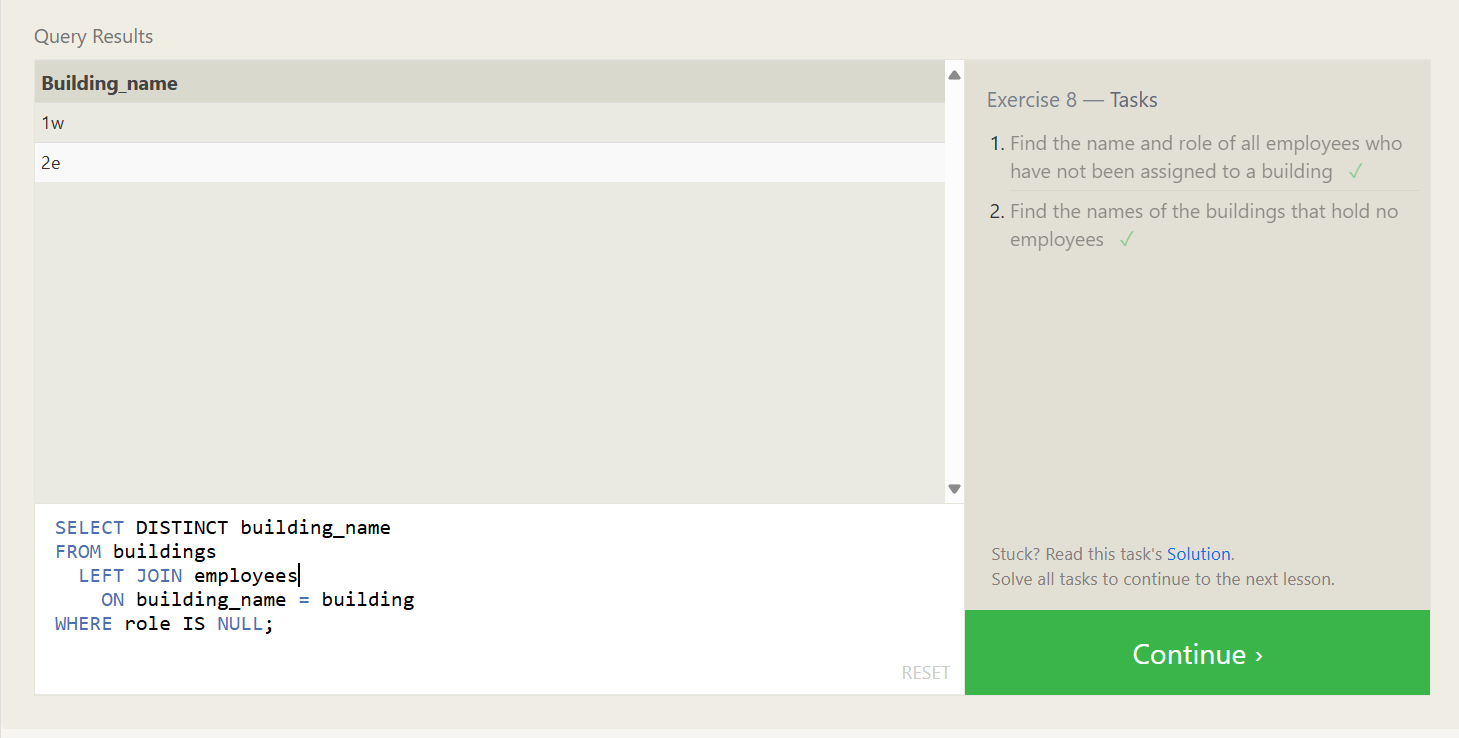 Query Results
Building_name
1w
2e
SELECT DISTINCT building_name
FROM buildings
LEFT JOIN employees
ON building_name = building
WHERE role IS NULL;
RESET
Exercise 8 — Tasks
1. Find the name and role of all employees who
have not been assigned to a building ✓
2. Find the names of the buildings that hold no
employees ✓
Stuck? Read this task's Solution.
Solve all tasks to continue to the next lesson.
Continue ›